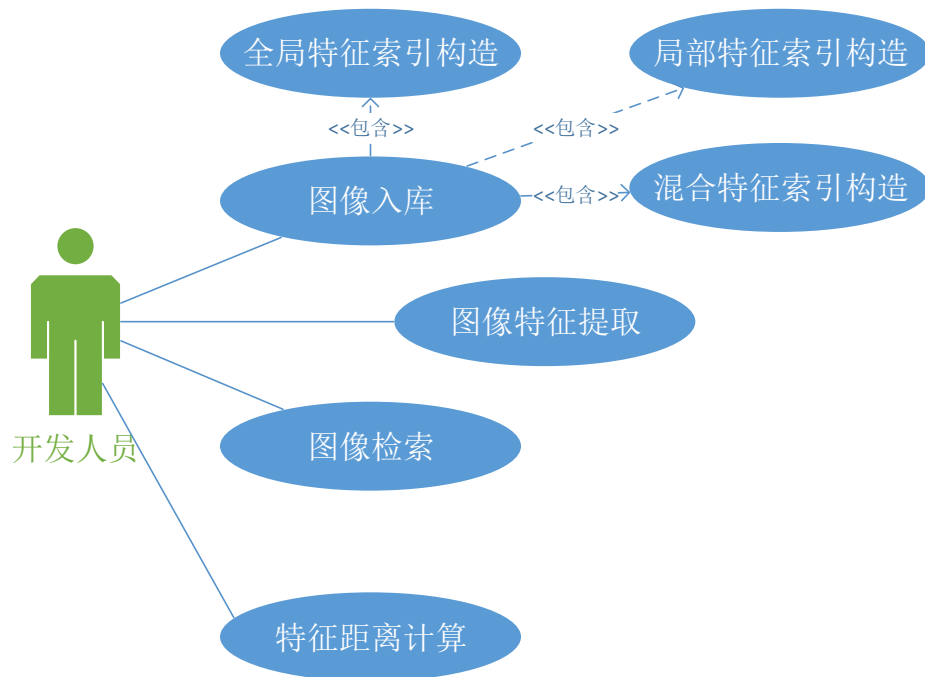 全局特征索引构造
局部特征索引构造
<<包含>>
<<包含>>
图像入库
<<包含>>
混合特征索引构造
图像特征提取
图像检索
开发人员
特征距离计算